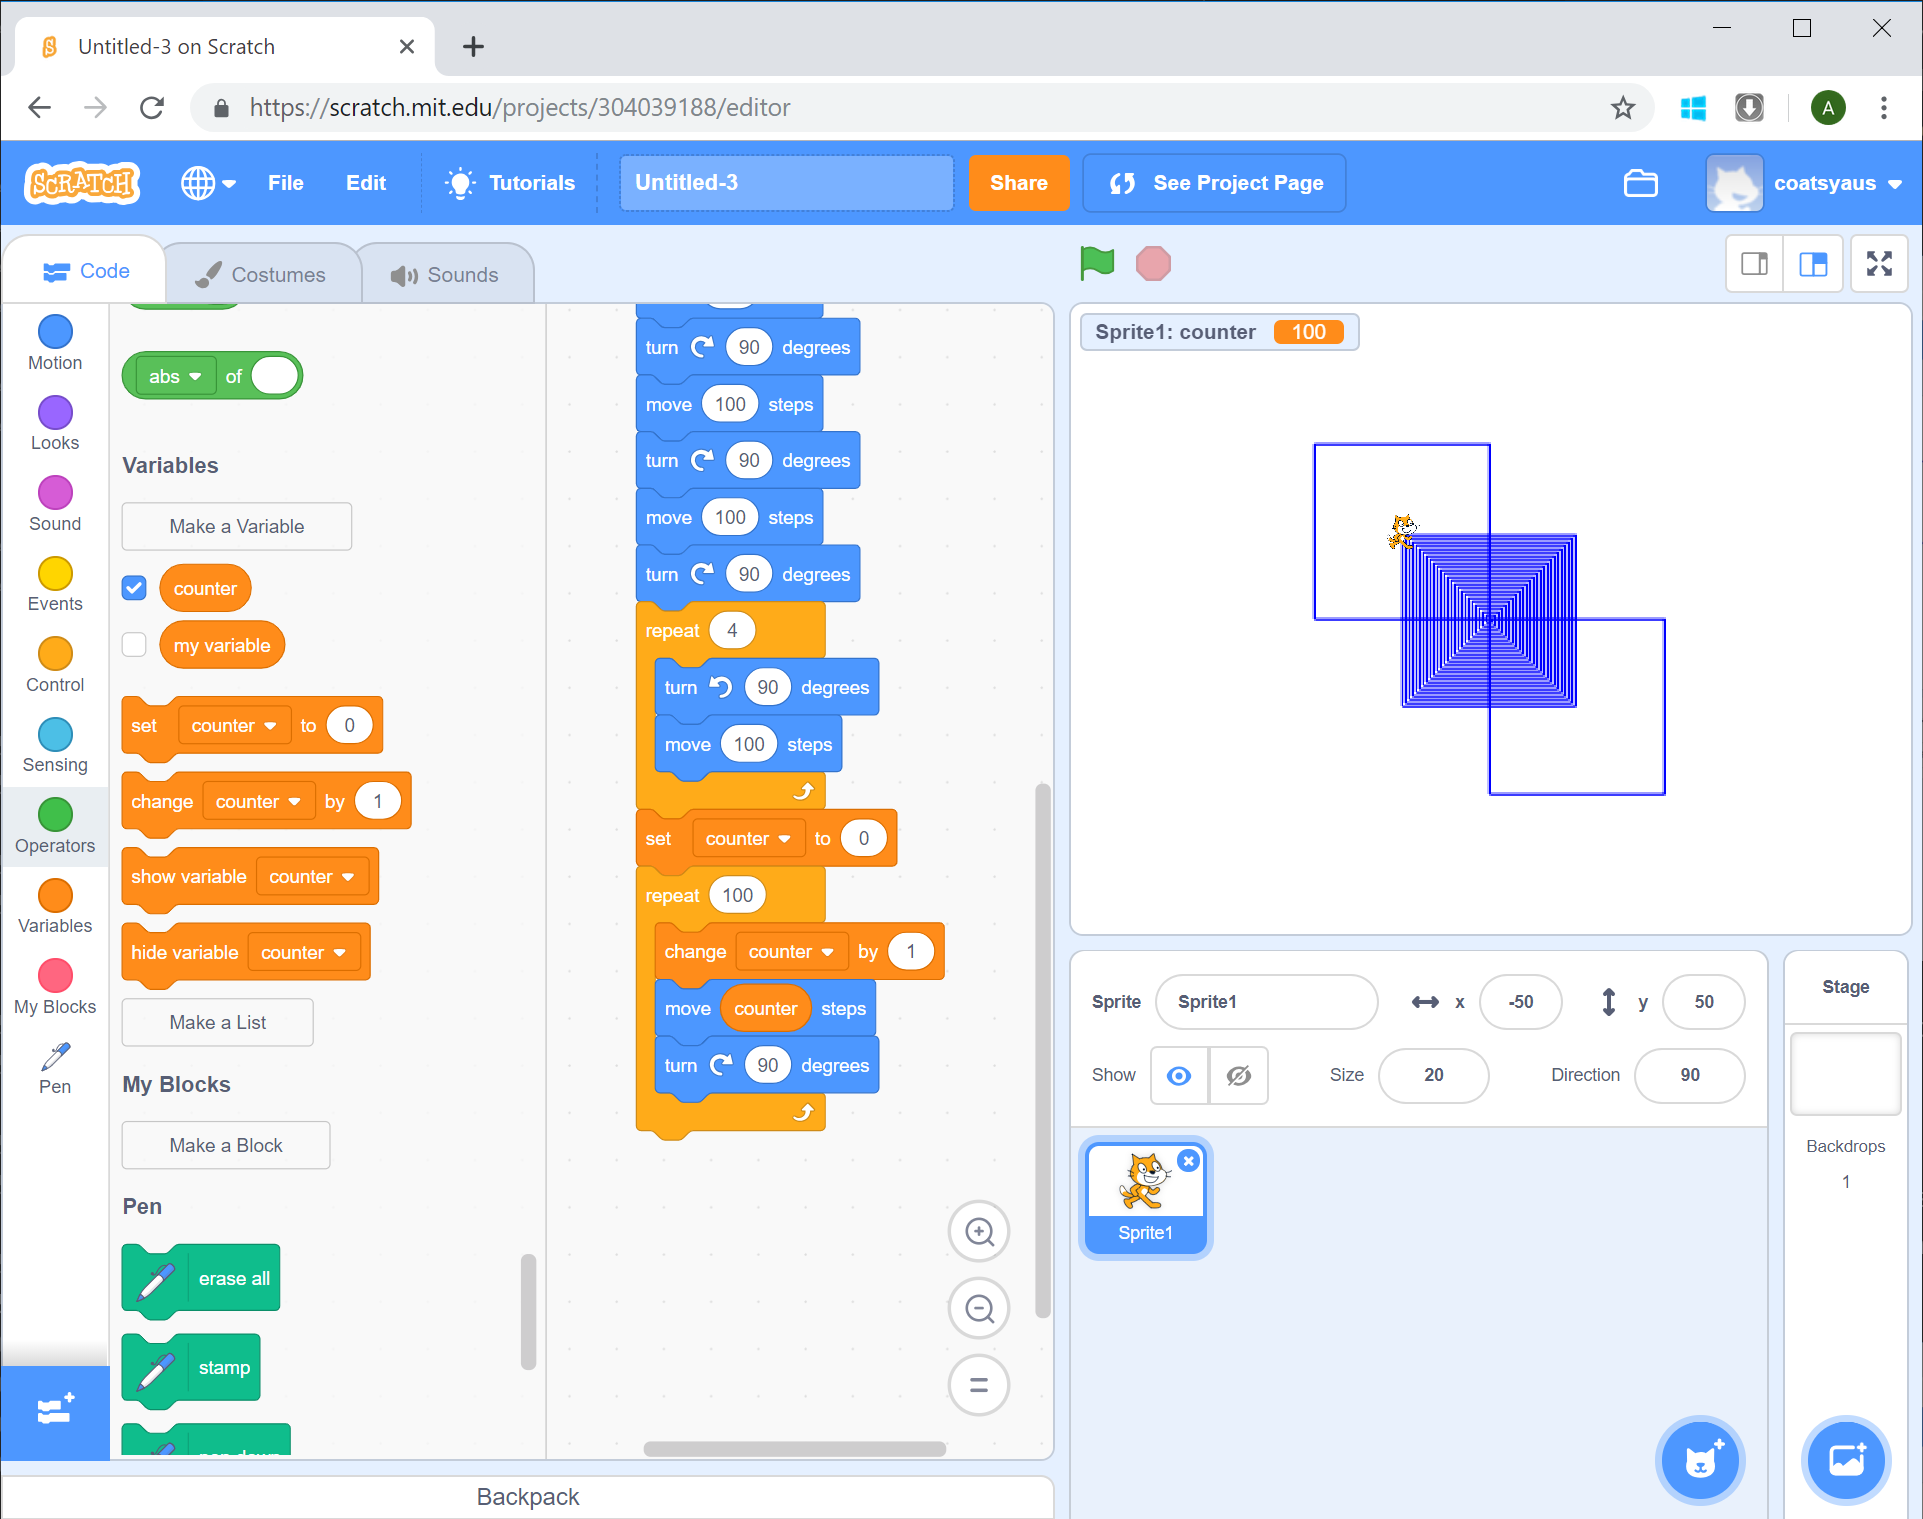 Untitled-3 on Scratch
https://scratch.mit.edu/projects/304039188/editor
A
SCRATCH
File
Edit
Tutorials
Untitled-3
Share
See Project Page
coatsyaus
Code
Costumes
Sounds
Motion
Looks
Sound
Events
Control
Sensing
Operators
Variables
My Blocks
Pen
abs of
Variables
Make a Variable
counter
my variable
set counter to 0
change counter by 1
show variable counter
hide variable counter
Make a List
My Blocks
Make a Block
Pen
erase all
stamp
turn 90 degrees
move 100 steps
turn 90 degrees
move 100 steps
turn 90 degrees
repeat 4
turn 90 degrees
move 100 steps
set counter to 0
repeat 100
change counter by 1
move counter steps
turn 90 degrees
Backpack
Sprite1: counter 100
Sprite Sprite1 x -50 y 50
Show Size 20 Direction 90
Sprite1
Stage
Backdrops
1